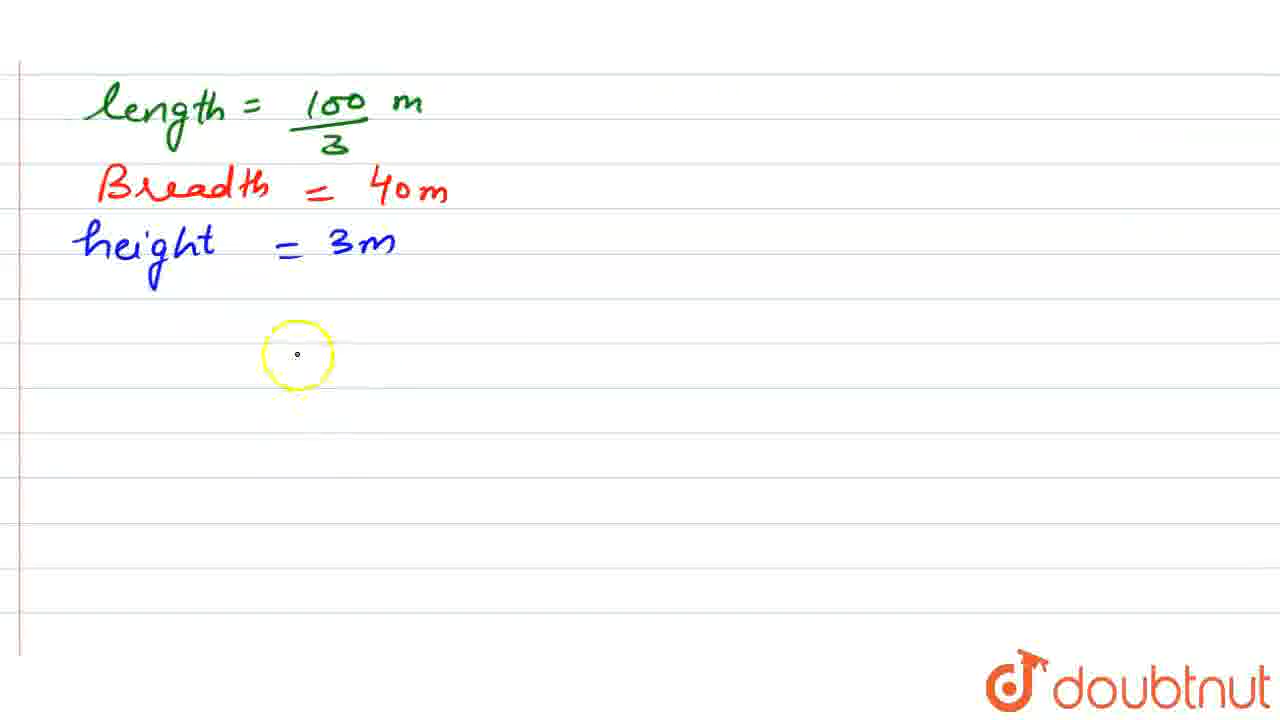 length = 100/3 m
Breadth = 40m
height = 3m
doubtnut